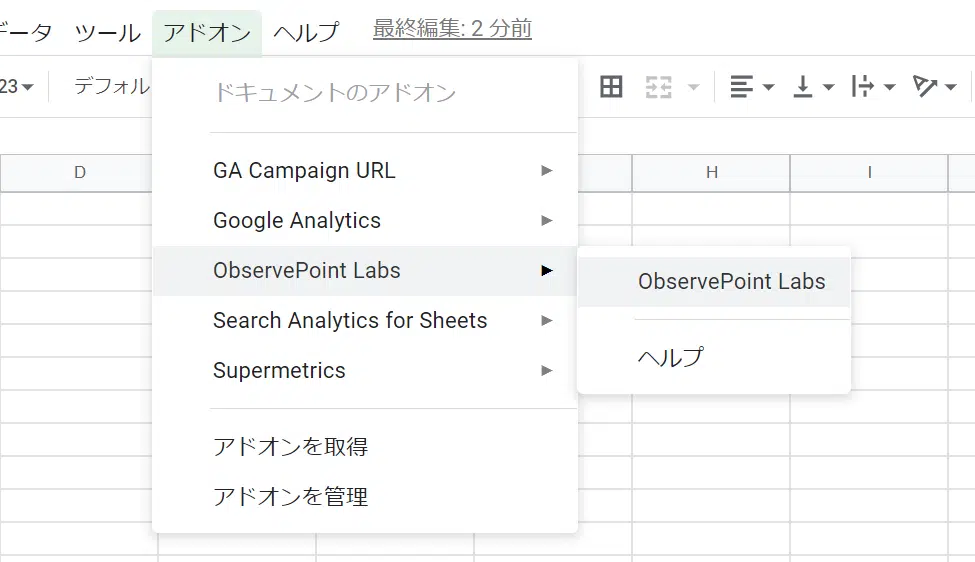 データ ツール アドオン ヘルプ 最終編集: 2 分前
23 デフォル
ドキュメントのアドオン
D H I
GA Campaign URL
Google Analytics
ObservePoint Labs
ObservePoint Labs
Search Analytics for Sheets
ヘルプ
Supermetrics
アドオンを取得
アドオンを管理